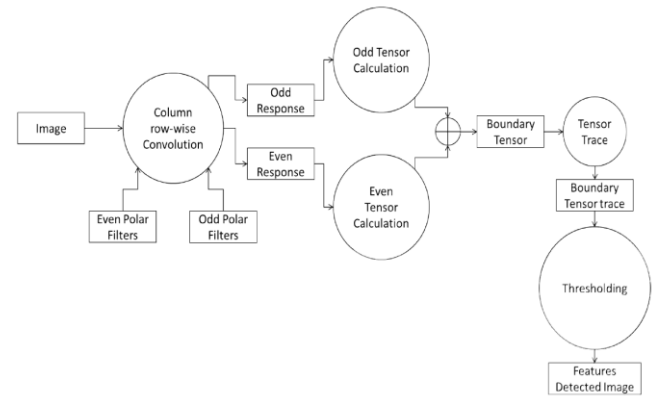 Image
Column
row-wise
Convolution
Even Polar
Filters
Odd Polar
Filters
Odd
Response
Even
Response
Odd Tensor
Calculation
Even
Tensor
Calculation
Boundary
Tensor
Tensor
Trace
Boundary
Tensor trace
Thresholding
Features
Detected Image